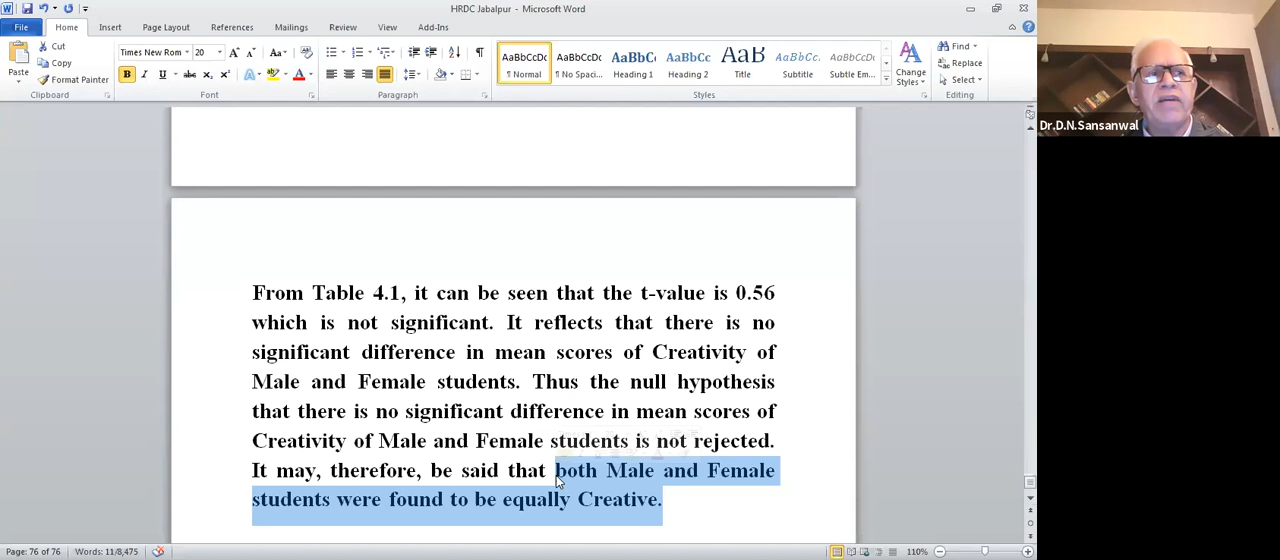 HRDC Jabalpur - Microsoft Word
File Home Insert Page Layout References Mailings Review View Add-Ins
Cut
Copy
Format Painter
Paste
Clipboard
Times New Rom 20
Font
Paragraph
AaBbCcDc AaBbCcDc AaBbC AaBbCc AaB AaBbCc. AaBbCcDc
¶ Normal ¶ No Spaci... Heading 1 Heading 2 Title Subtitle Subtle Em...
Styles
Change
Styles
Find
Replace
Select
Editing
Dr.D.N.Sansanwal
From Table 4.1, it can be seen that the t-value is 0.56
which is not significant. It reflects that there is no
significant difference in mean scores of Creativity of
Male and Female students. Thus the null hypothesis
that there is no significant difference in mean scores of
Creativity of Male and Female students is not rejected.
It may, therefore, be said that both Male and Female
students were found to be equally Creative.
Page: 76 of 76 Words: 11/8,475 110%